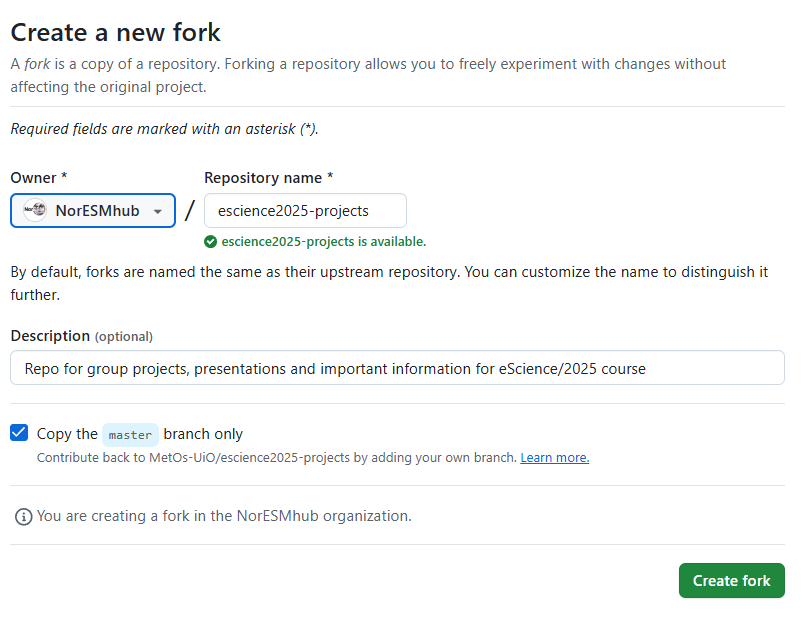 Create a new fork
A fork is a copy of a repository. Forking a repository allows you to freely experiment with changes without
affecting the original project.
Required fields are marked with an asterisk (*).
Owner *
Repository name *
NorESMhub
/
escience2025-projects
escience2025-projects is available.
By default, forks are named the same as their upstream repository. You can customize the name to distinguish it
further.
Description (optional)
Repo for group projects, presentations and important information for eScience/2025 course
Copy the master branch only
Contribute back to MetOs-UiO/escience2025-projects by adding your own branch. Learn more.
You are creating a fork in the NorESMhub organization.
Create fork